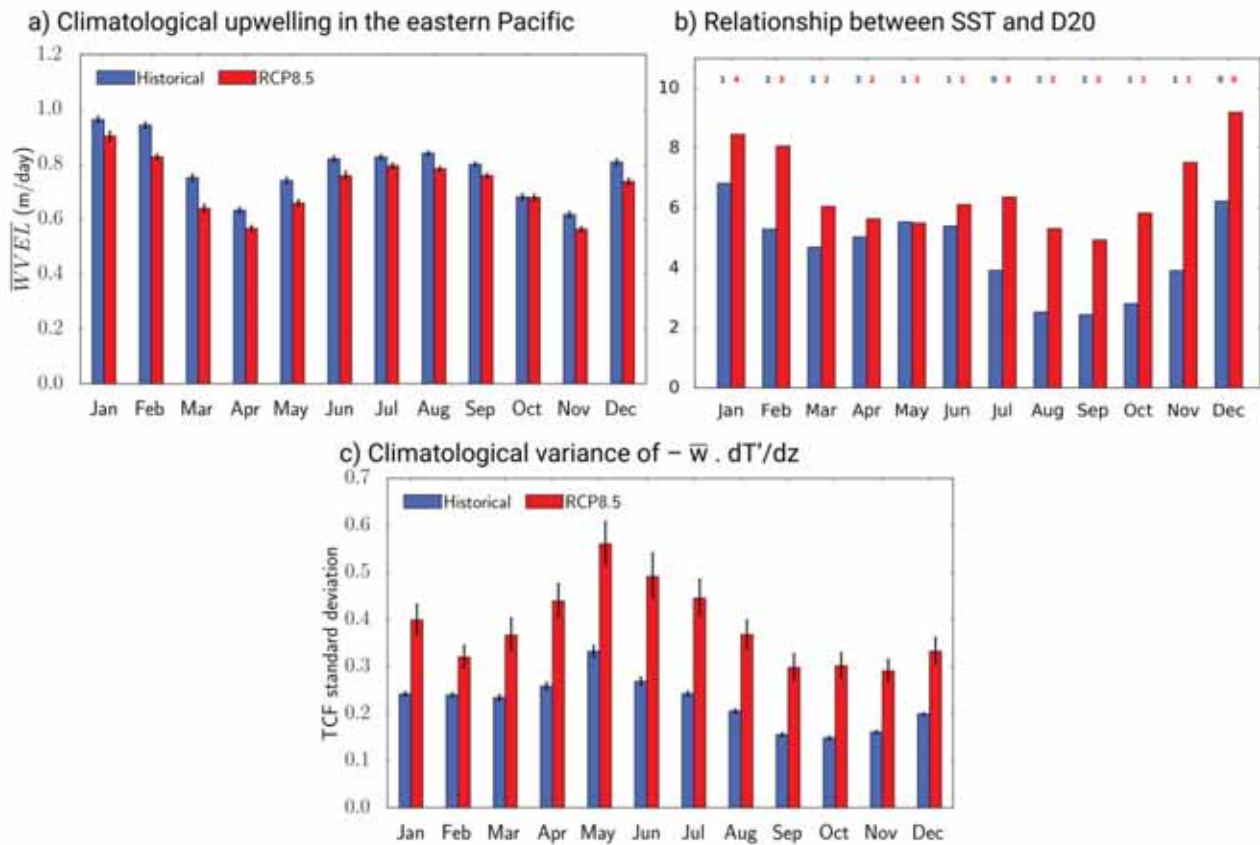 a) Climatological upwelling in the eastern Pacific
1.2
Historical RCP8.5
1.0
0.8
0.6
0.4
0.2
0.0
WVEL (m/day)
Jan Feb Mar Apr May Jun Jul Aug Sep Oct Nov Dec
b) Relationship between SST and D20
10
8
6
4
2
0
Jan Feb Mar Apr May Jun Jul Aug Sep Oct Nov Dec
c) Climatological variance of – w̅ . dT'/dz
0.7
Historical RCP8.5
0.6
0.5
0.4
0.3
0.2
0.1
0.0
TCF standard deviation
Jan Feb Mar Apr May Jun Jul Aug Sep Oct Nov Dec